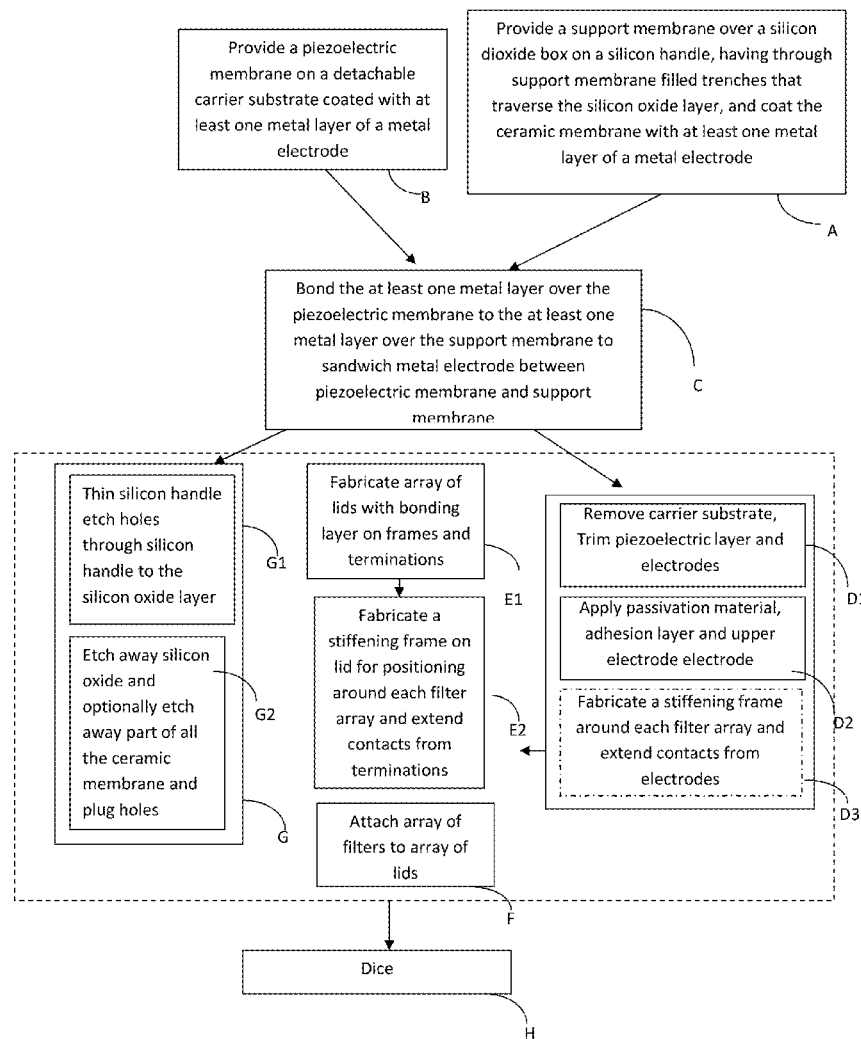 Provide a piezoelectric
membrane on a detachable
carrier substrate coated with at
least one metal layer of a metal
electrode
B
Provide a support membrane over a silicon
dioxide box on a silicon handle, having through
support membrane filled trenches that
traverse the silicon oxide layer, and coat the
ceramic membrane with at least one metal
layer of a metal electrode
A
Bond the at least one metal layer over the
piezoelectric membrane to the at least one
metal layer over the support membrane to
sandwich metal electrode between
piezoelectric membrane and support
membrane
C
Thin silicon handle
etch holes
through silicon
handle to the
silicon oxide layer
G1
Etch away silicon
oxide and
optionally etch
away part of all
the ceramic
membrane and
plug holes
G2
G
Fabricate array of
lids with bonding
layer on frames and
terminations
E1
Fabricate a
stiffening frame on
lid for positioning
around each filter
array and extend
contacts from
terminations
E2
Attach array of
filters to array of
lids
F
Remove carrier substrate,
Trim piezoelectric layer and
electrodes
D1
Apply passivation material,
adhesion layer and upper
electrode electrode
D2
Fabricate a stiffening frame
around each filter array and
extend contacts from
electrodes
D3
Dice
H